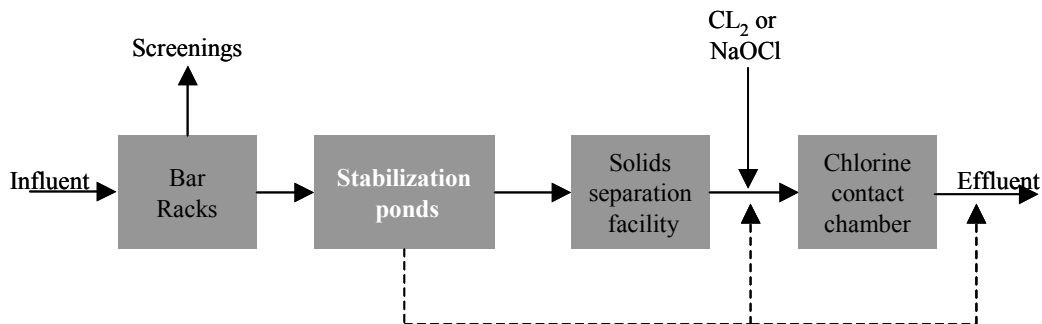 CL₂ or
NaOCl
Screenings
Influent
Bar
Racks
Stabilization
ponds
Solids
separation
facility
Chlorine
contact
chamber
Effluent